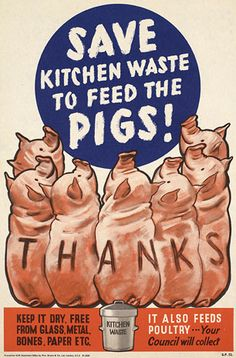 SAVE
KITCHEN WASTE
TO FEED THE
PIGS!
THANKS
KEEP IT DRY, FREE
FROM GLASS, METAL,
BONES, PAPER ETC.
KITCHEN
WASTE
IT ALSO FEEDS
POULTRY ... Your
Council will collect